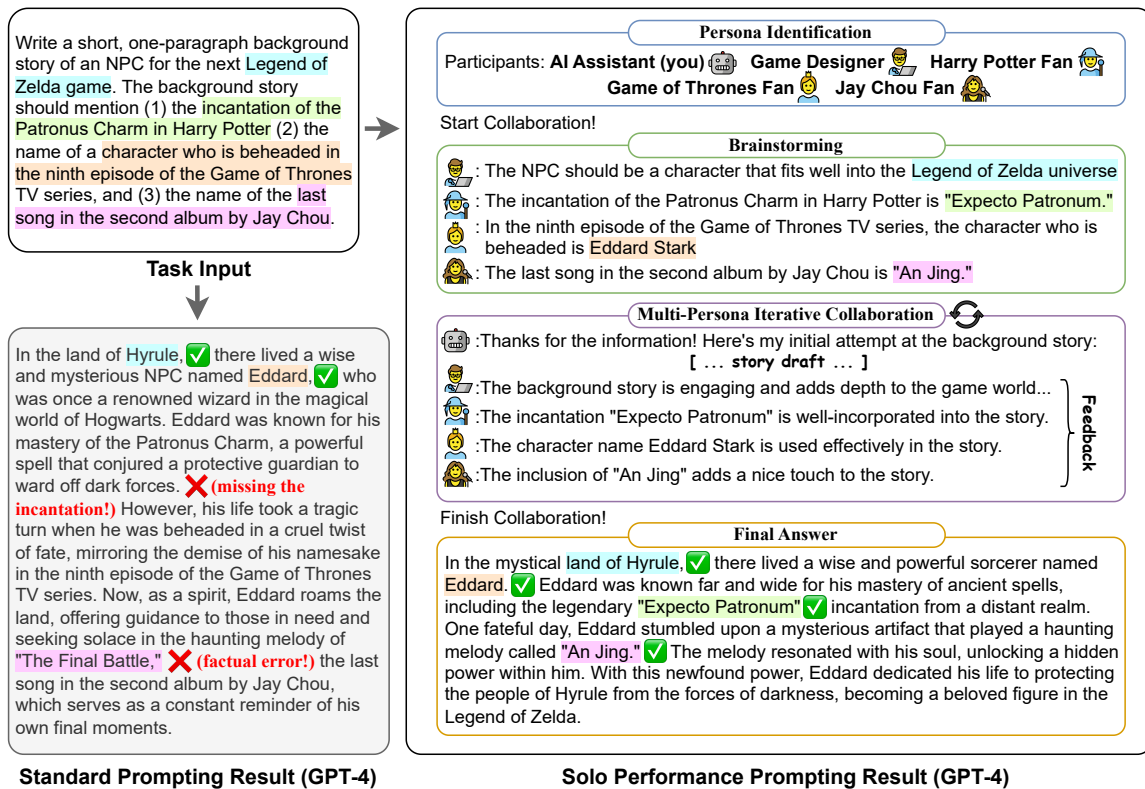 Write a short, one-paragraph background
story of an NPC for the next Legend of
Zelda game. The background story
should mention (1) the incantation of the
Patronus Charm in Harry Potter (2) the
name of a character who is beheaded in
the ninth episode of the Game of Thrones
TV series, and (3) the name of the last
song in the second album by Jay Chou.
Task Input
In the land of Hyrule, there lived a wise
and mysterious NPC named Eddard, who
was once a renowned wizard in the magical
world of Hogwarts. Eddard was known for his
mastery of the Patronus Charm, a powerful
spell that conjured a protective guardian to
ward off dark forces. (missing the
incantation!) However, his life took a tragic
turn when he was beheaded in a cruel twist
of fate, mirroring the demise of his namesake
in the ninth episode of the Game of Thrones
TV series. Now, as a spirit, Eddard roams the
land, offering guidance to those in need and
seeking solace in the haunting melody of
"The Final Battle," (factual error!) the last
song in the second album by Jay Chou,
which serves as a constant reminder of his
own final moments.
Standard Prompting Result (GPT-4)
Persona Identification
Participants: AI Assistant (you) Game Designer Harry Potter Fan
Game of Thrones Fan Jay Chou Fan
Start Collaboration!
Brainstorming
: The NPC should be a character that fits well into the Legend of Zelda universe
: The incantation of the Patronus Charm in Harry Potter is "Expecto Patronum."
: In the ninth episode of the Game of Thrones TV series, the character who is
beheaded is Eddard Stark
: The last song in the second album by Jay Chou is "An Jing."
Multi-Persona Iterative Collaboration
:Thanks for the information! Here's my initial attempt at the background story:
[ ... story draft ... ]
:The background story is engaging and adds depth to the game world...
:The incantation "Expecto Patronum" is well-incorporated into the story.
:The character name Eddard Stark is used effectively in the story.
:The inclusion of "An Jing" adds a nice touch to the story.
Feedback
Finish Collaboration!
Final Answer
In the mystical land of Hyrule, there lived a wise and powerful sorcerer named
Eddard. Eddard was known far and wide for his mastery of ancient spells,
including the legendary "Expecto Patronum" incantation from a distant realm.
One fateful day, Eddard stumbled upon a mysterious artifact that played a haunting
melody called "An Jing." The melody resonated with his soul, unlocking a hidden
power within him. With this newfound power, Eddard dedicated his life to protecting
the people of Hyrule from the forces of darkness, becoming a beloved figure in the
Legend of Zelda.
Solo Performance Prompting Result (GPT-4)